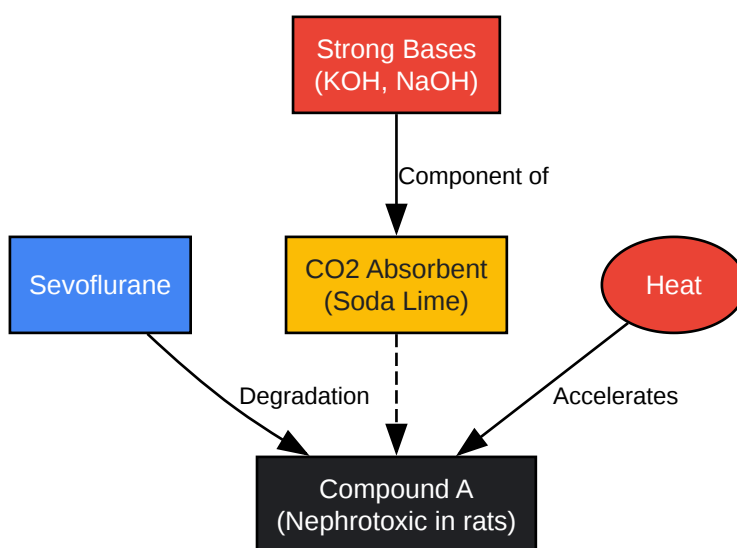 Strong Bases
(KOH, NaOH)
Component of
Sevoflurane
CO2 Absorbent
(Soda Lime)
Heat
Degradation
Accelerates
Compound A
(Nephrotoxic in rats)